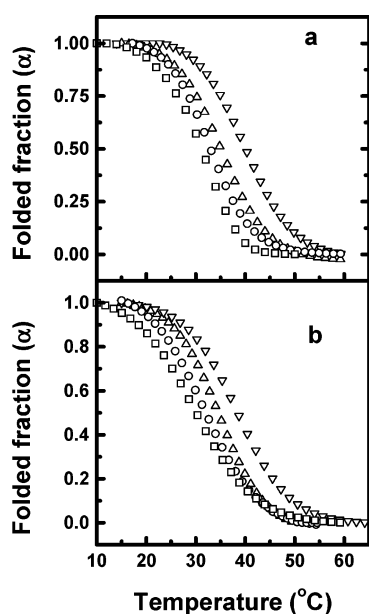 a
Folded fraction (α)
1.00
0.75
0.50
0.25
0.00
b
Folded fraction (α)
1.0
0.8
0.6
0.4
0.2
0.0
10 20 30 40 50 60
Temperature (°C)